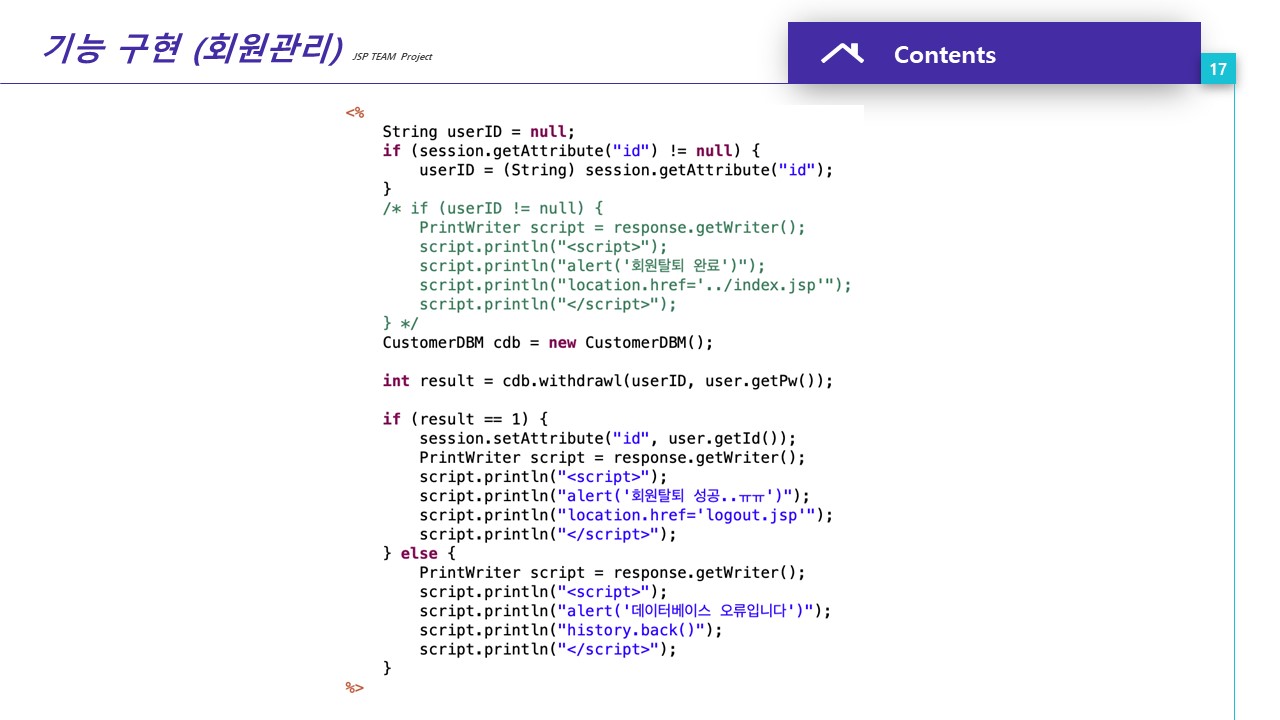 기능 구현 (회원관리) JSP TEAM Project
Contents
17
<%
    String userID = null;
    if (session.getAttribute("id") != null) {
        userID = (String) session.getAttribute("id");
    }
    /* if (userID != null) {
        PrintWriter script = response.getWriter();
        script.println("<script>");
        script.println("alert('회원탈퇴 완료')");
        script.println("location.href='../index.jsp'");
        script.println("</script>");
    } */
    CustomerDBM cdb = new CustomerDBM();

    int result = cdb.withdrawl(userID, user.getPw());

    if (result == 1) {
        session.setAttribute("id", user.getId());
        PrintWriter script = response.getWriter();
        script.println("<script>");
        script.println("alert('회원탈퇴 성공..ㅠㅠ')");
        script.println("location.href='logout.jsp'");
        script.println("</script>");
    } else {
        PrintWriter script = response.getWriter();
        script.println("<script>");
        script.println("alert('데이터베이스 오류입니다')");
        script.println("history.back()");
        script.println("</script>");
    }
%>